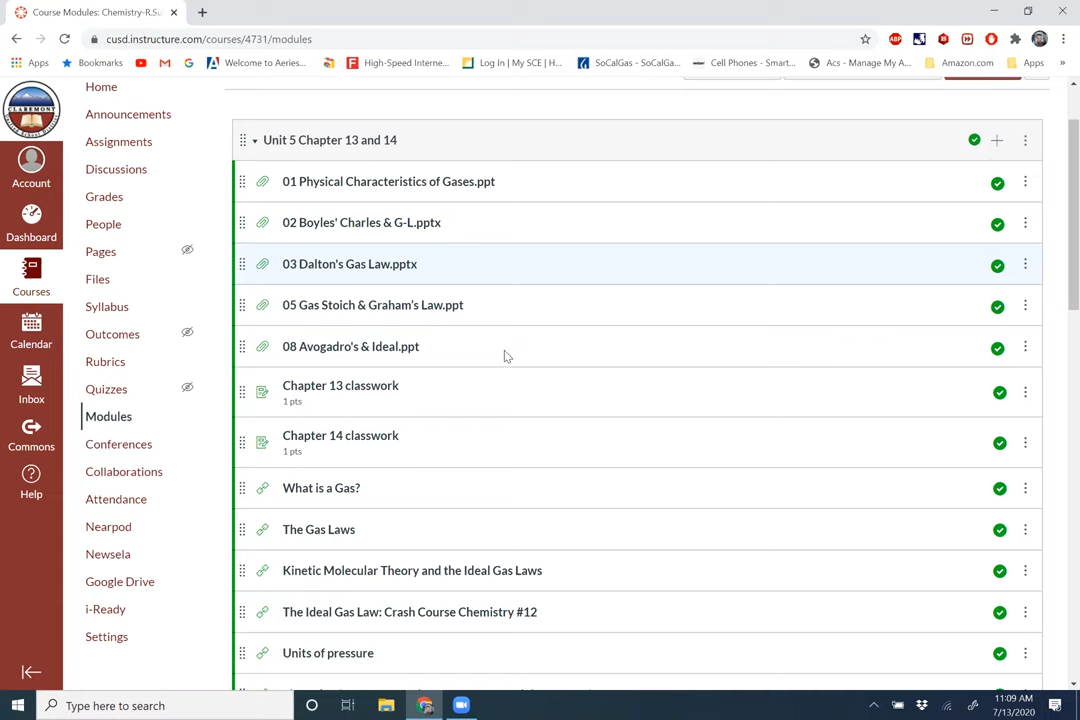 Course Modules: Chemistry-R.Su
cusd.instructure.com/courses/4731/modules
Apps
Bookmarks
Welcome to Aeries...
High-Speed Interne...
Log In | My SCE | H...
SoCalGas - SoCalGa...
Cell Phones - Smart...
Acs - Manage My A...
Amazon.com
Apps
»
ABP
CLAREMONT
Account
Dashboard
Courses
Calendar
Inbox
Commons
Help
Home
Announcements
Assignments
Discussions
Grades
People
Pages
Files
Syllabus
Outcomes
Rubrics
Quizzes
Modules
Conferences
Collaborations
Attendance
Nearpod
Newsela
Google Drive
i-Ready
Settings
Unit 5 Chapter 13 and 14
01 Physical Characteristics of Gases.ppt
02 Boyles' Charles & G-L.pptx
03 Dalton's Gas Law.pptx
05 Gas Stoich & Graham's Law.ppt
08 Avogadro's & Ideal.ppt
Chapter 13 classwork
1 pts
Chapter 14 classwork
1 pts
What is a Gas?
The Gas Laws
Kinetic Molecular Theory and the Ideal Gas Laws
The Ideal Gas Law: Crash Course Chemistry #12
Units of pressure
Type here to search
11:09 AM
7/13/2020